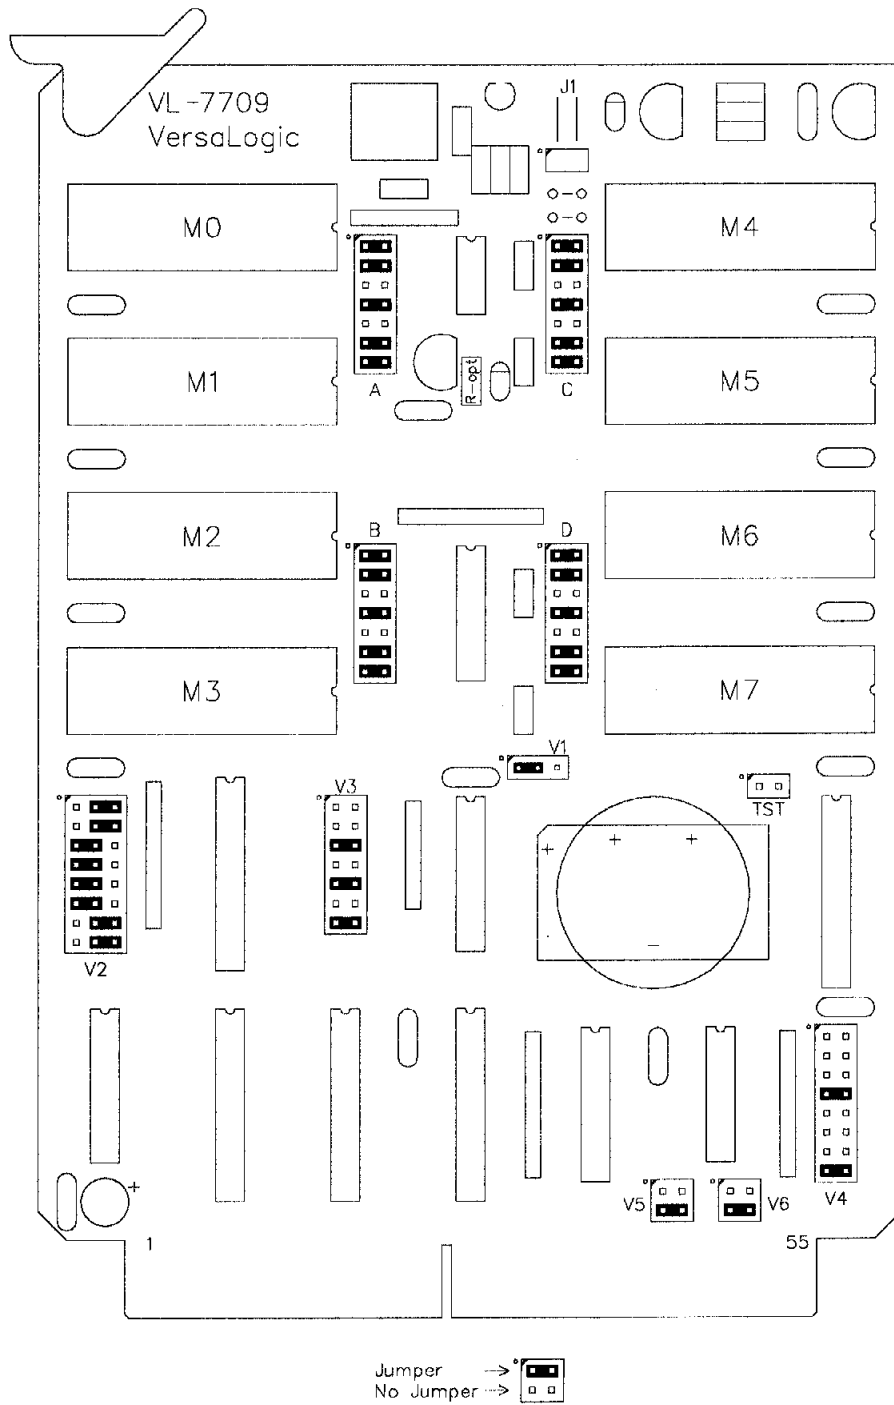 VL-7709
VersaLogic
J1
M0
M4
M1
A
R-opt
C
M5
M2
B
D
M6
M3
M7
V1
V3
TST
+
+
+
−
V2
+
V5
V6
V4
1
55
Jumper
No Jumper